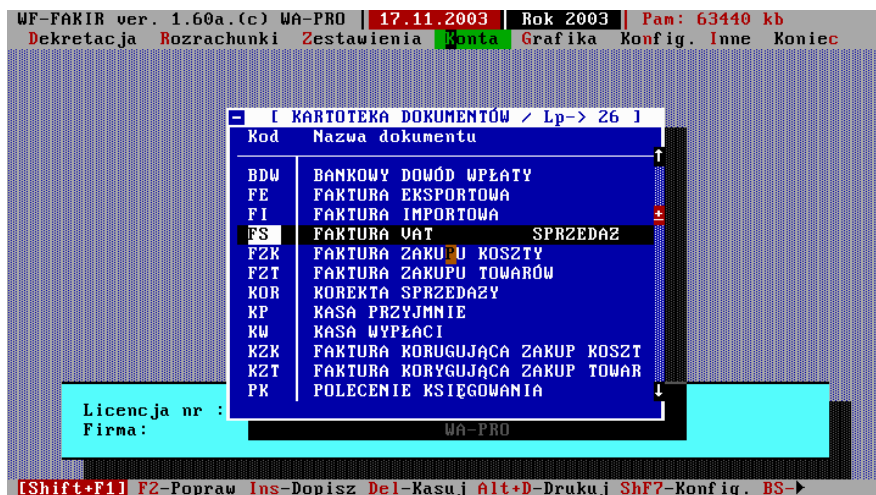 WF-FAKIR ver. 1.60a.(c) WA-PRO | 17.11.2003 | Rok 2003 | Pam: 63440 kb
Dekretacja Rozrachunki Zestawienia Konta Grafika Konfig. Inne Koniec
[ KARTOTEKA DOKUMENTÓW / Lp-> 26 ]
Kod Nazwa dokumentu
BDW BANKOWY DOWÓD WPŁATY
FE FAKTURA EKSPORTOWA
FI FAKTURA IMPORTOWA
FS FAKTURA VAT SPRZEDAZ
FZK FAKTURA ZAKUPU KOSZTY
FZT FAKTURA ZAKUPU TOWARÓW
KOR KOREKTA SPRZEDAZY
KP KASA PRZYJMNIE
KW KASA WYPŁACI
KZK FAKTURA KORUGUJĄCA ZAKUP KOSZT
KZT FAKTURA KORYGUJĄCA ZAKUP TOWAR
PK POLECENIE KSIĘGOWANIA
Licencja nr :
Firma: WA-PRO
[Shift+F1] F2-Popraw Ins-Dopisz Del-Kasuj Alt+D-Drukuj ShF7-Konfig. BS-